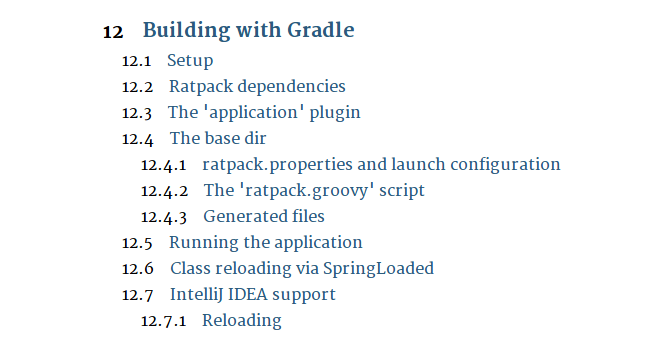 12 Building with Gradle
12.1 Setup
12.2 Ratpack dependencies
12.3 The 'application' plugin
12.4 The base dir
12.4.1 ratpack.properties and launch configuration
12.4.2 The 'ratpack.groovy' script
12.4.3 Generated files
12.5 Running the application
12.6 Class reloading via SpringLoaded
12.7 IntelliJ IDEA support
12.7.1 Reloading